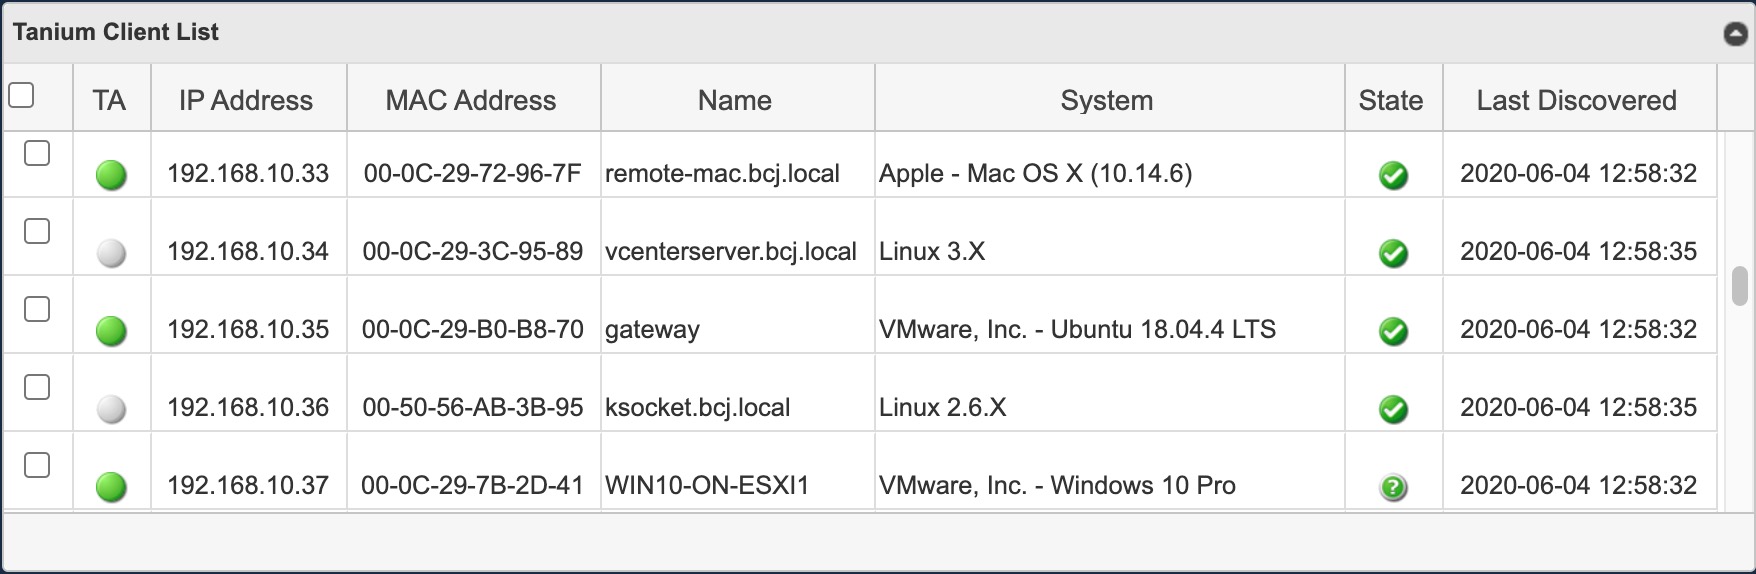 Tanium Client List
TA IP Address MAC Address Name System State Last Discovered
192.168.10.33 00-0C-29-72-96-7F remote-mac.bcj.local Apple - Mac OS X (10.14.6) 2020-06-04 12:58:32
192.168.10.34 00-0C-29-3C-95-89 vcenterserver.bcj.local Linux 3.X 2020-06-04 12:58:35
192.168.10.35 00-0C-29-B0-B8-70 gateway VMware, Inc. - Ubuntu 18.04.4 LTS 2020-06-04 12:58:32
192.168.10.36 00-50-56-AB-3B-95 ksocket.bcj.local Linux 2.6.X 2020-06-04 12:58:35
192.168.10.37 00-0C-29-7B-2D-41 WIN10-ON-ESXI1 VMware, Inc. - Windows 10 Pro ? 2020-06-04 12:58:32